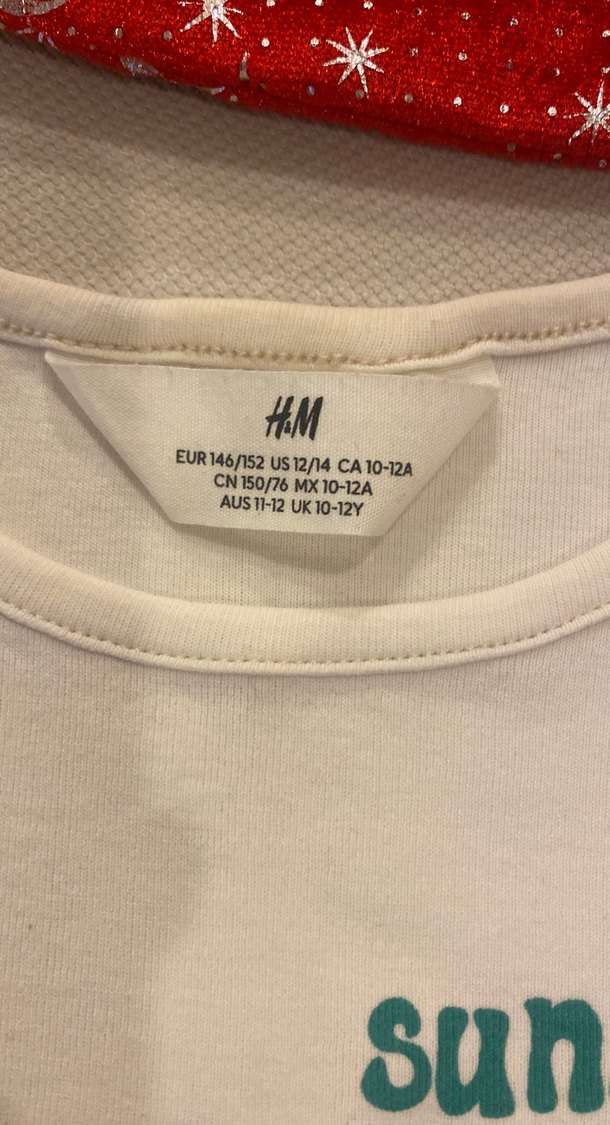 H&M
EUR 146/152 US 12/14 CA 10-12A
CN 150/76 MX 10-12A
AUS 11-12 UK 10-12Y
sun